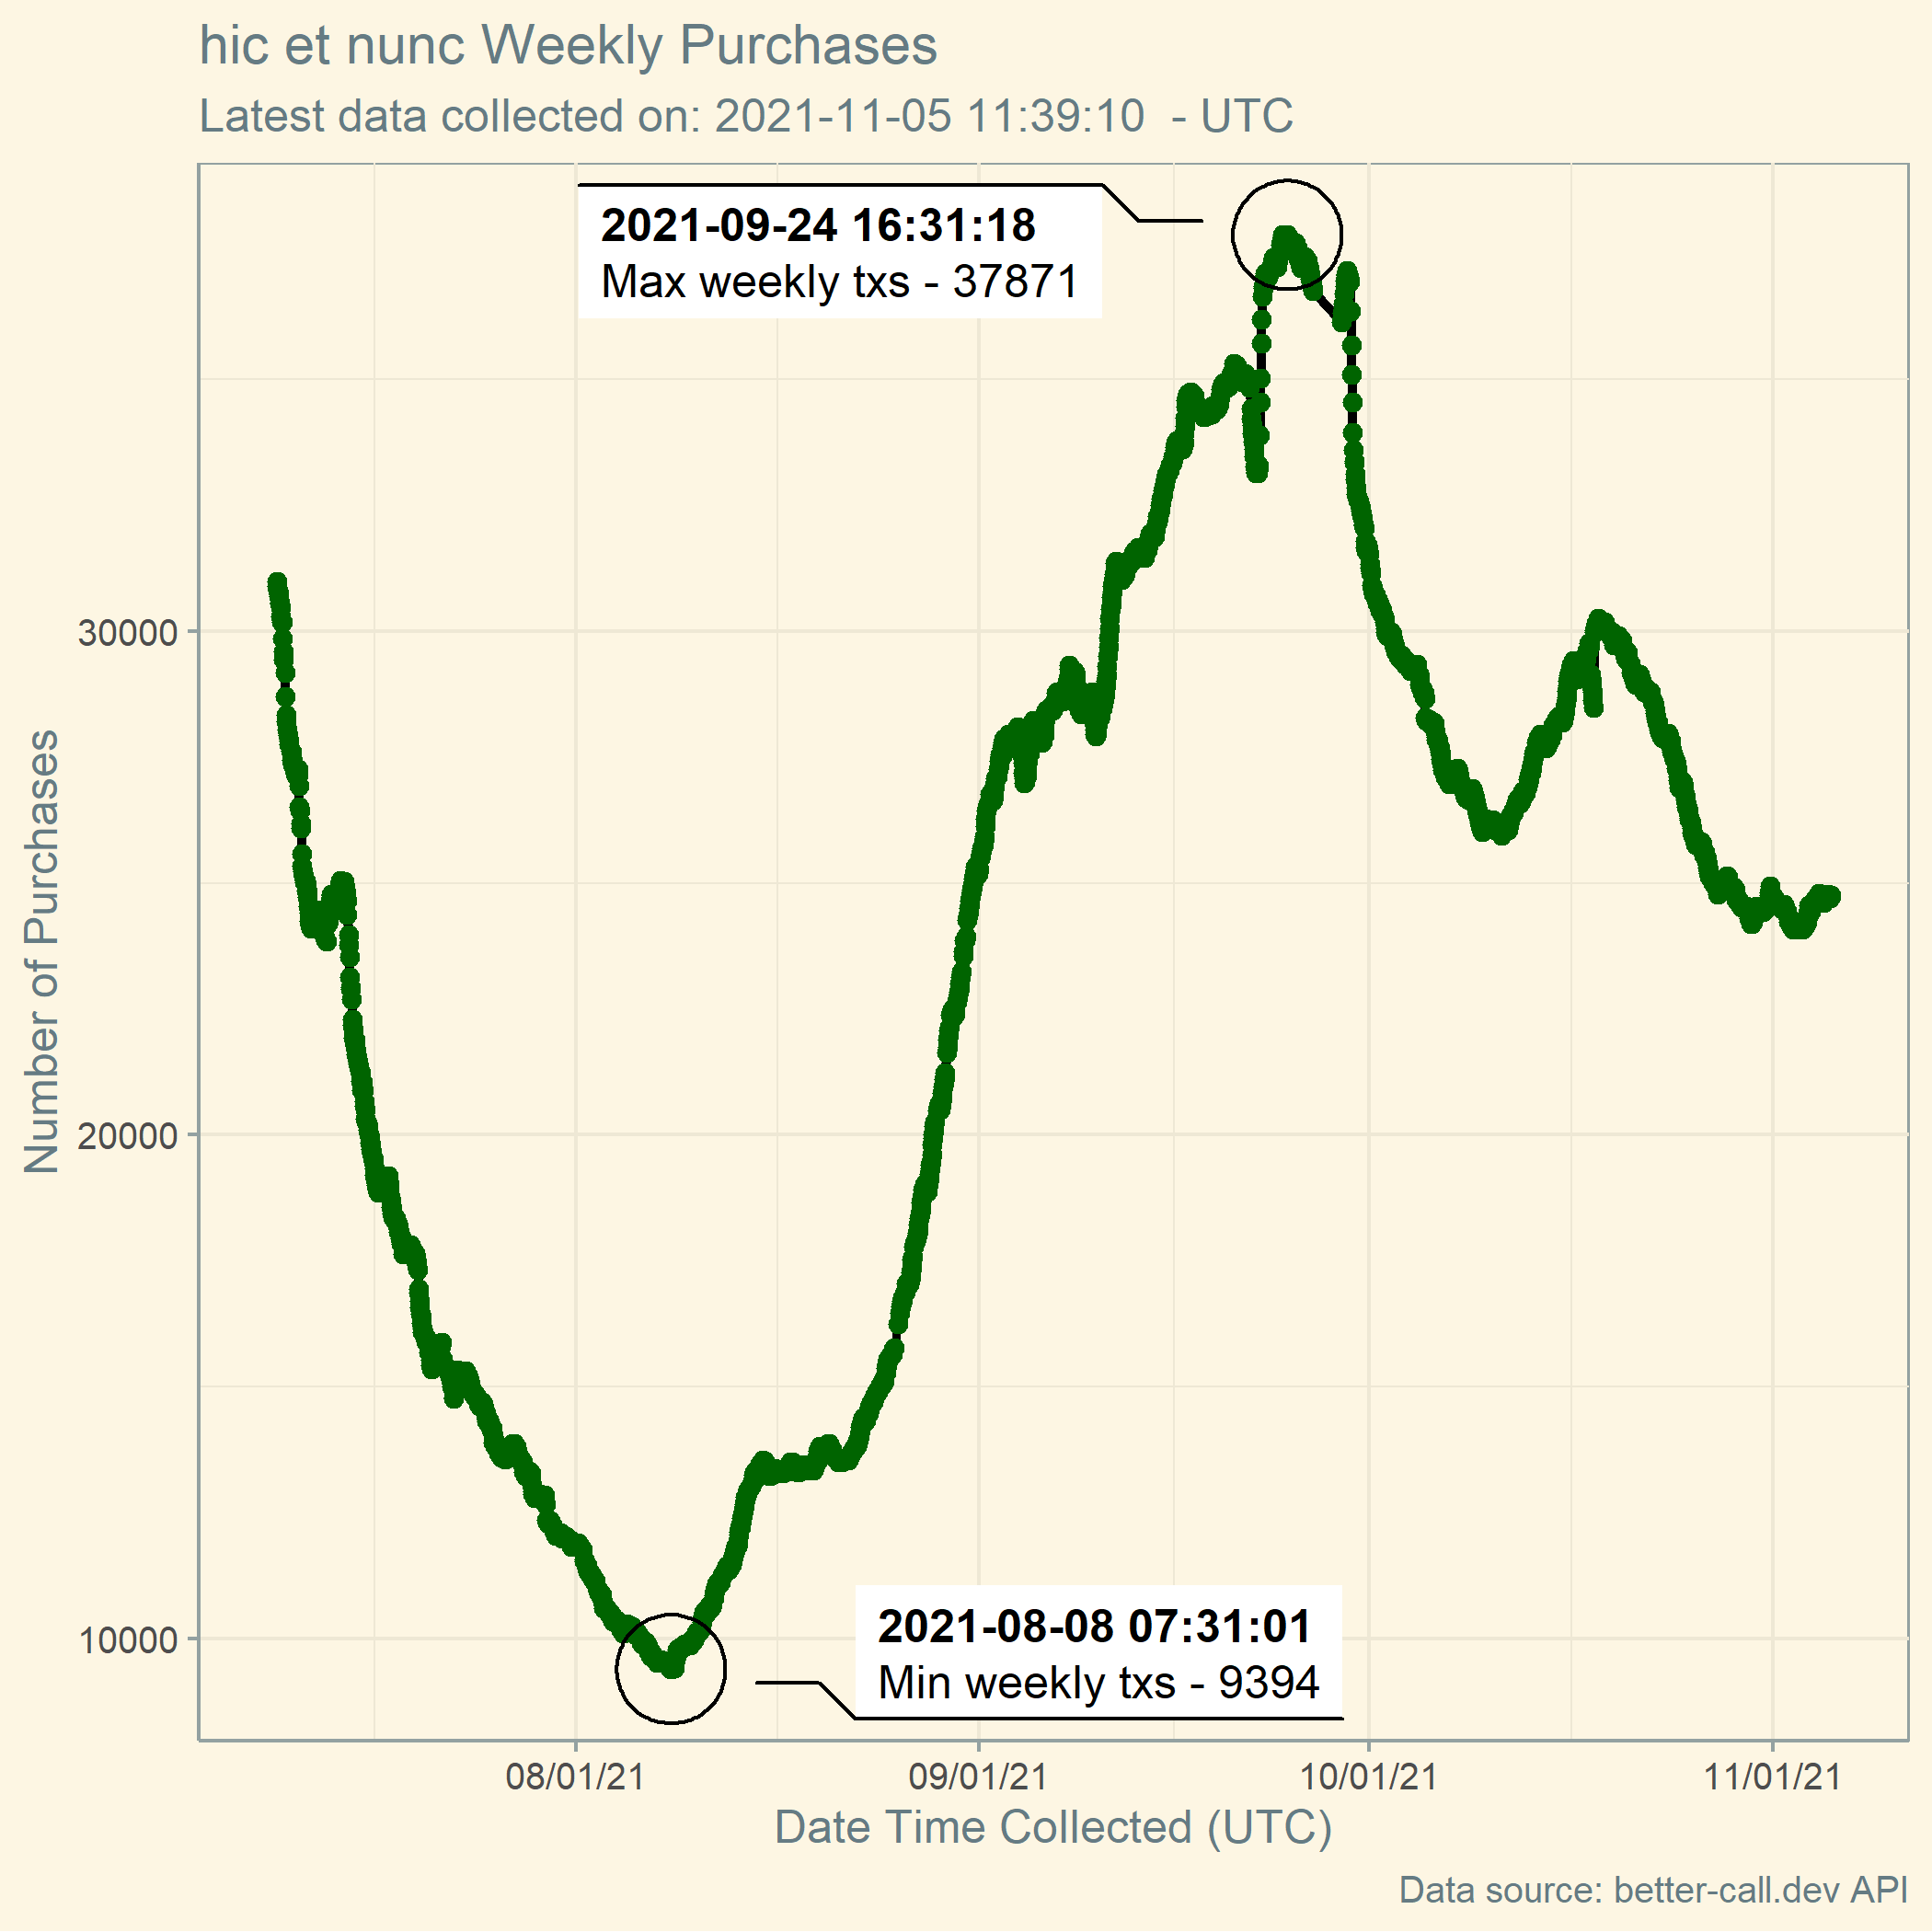 hic et nunc Weekly Purchases
Latest data collected on: 2021-11-05 11:39:10  - UTC
2021-09-24 16:31:18
Max weekly txs - 37871
30000
20000
10000
Number of Purchases
2021-08-08 07:31:01
Min weekly txs - 9394
08/01/21
09/01/21
10/01/21
11/01/21
Date Time Collected (UTC)
Data source: better-call.dev API